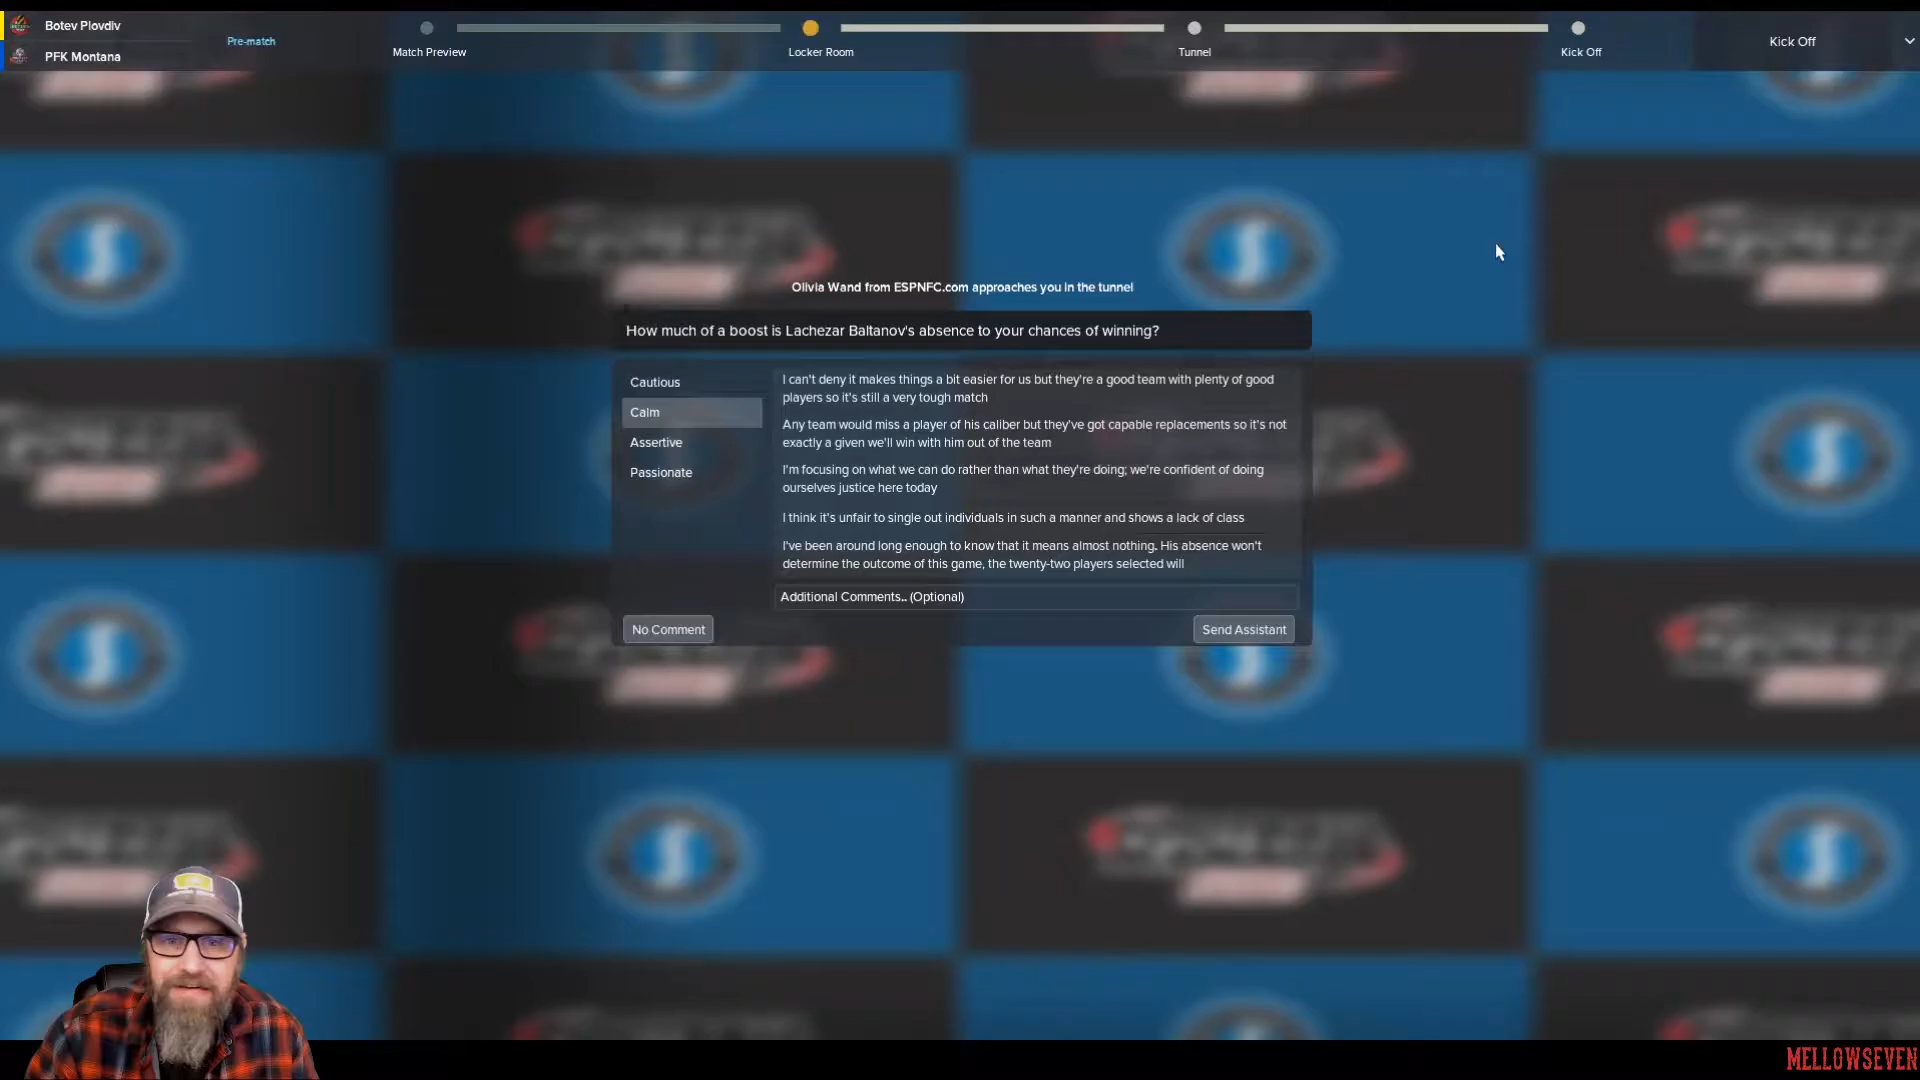 Botev Plovdiv
PFK Montana
Pre-match
Match Preview
Locker Room
Tunnel
Kick Off
Kick Off
Olivia Wand from ESPNFC.com approaches you in the tunnel
How much of a boost is Lachezar Baltanov's absence to your chances of winning?
Cautious
Calm
Assertive
Passionate
I can't deny it makes things a bit easier for us but they're a good team with plenty of good
players so it's still a very tough match
Any team would miss a player of his caliber but they've got capable replacements so it's not
exactly a given we'll win with him out of the team
I'm focusing on what we can do rather than what they're doing; we're confident of doing
ourselves justice here today
I think it's unfair to single out individuals in such a manner and shows a lack of class
I've been around long enough to know that it means almost nothing. His absence won't
determine the outcome of this game, the twenty-two players selected will
Additional Comments.. (Optional)
No Comment
Send Assistant
MELLOWSEVEN